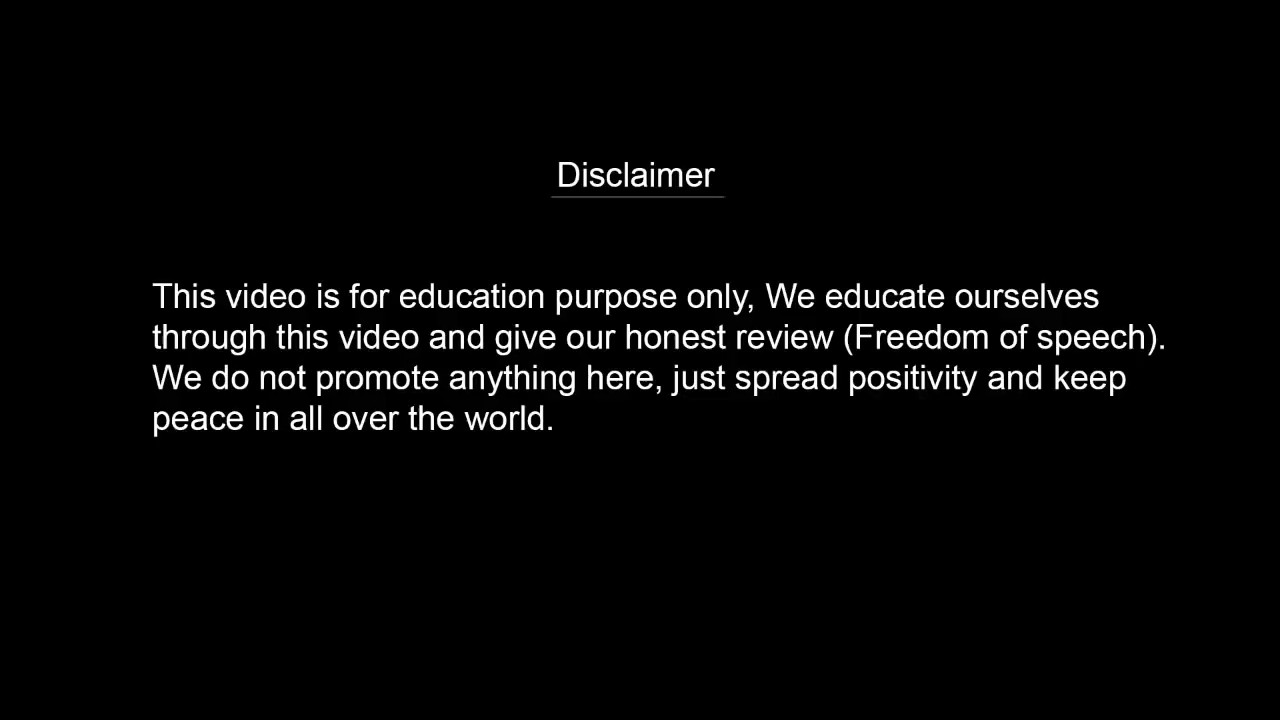 Disclaimer
This video is for education purpose only, We educate ourselves
through this video and give our honest review (Freedom of speech).
We do not promote anything here, just spread positivity and keep
peace in all over the world.